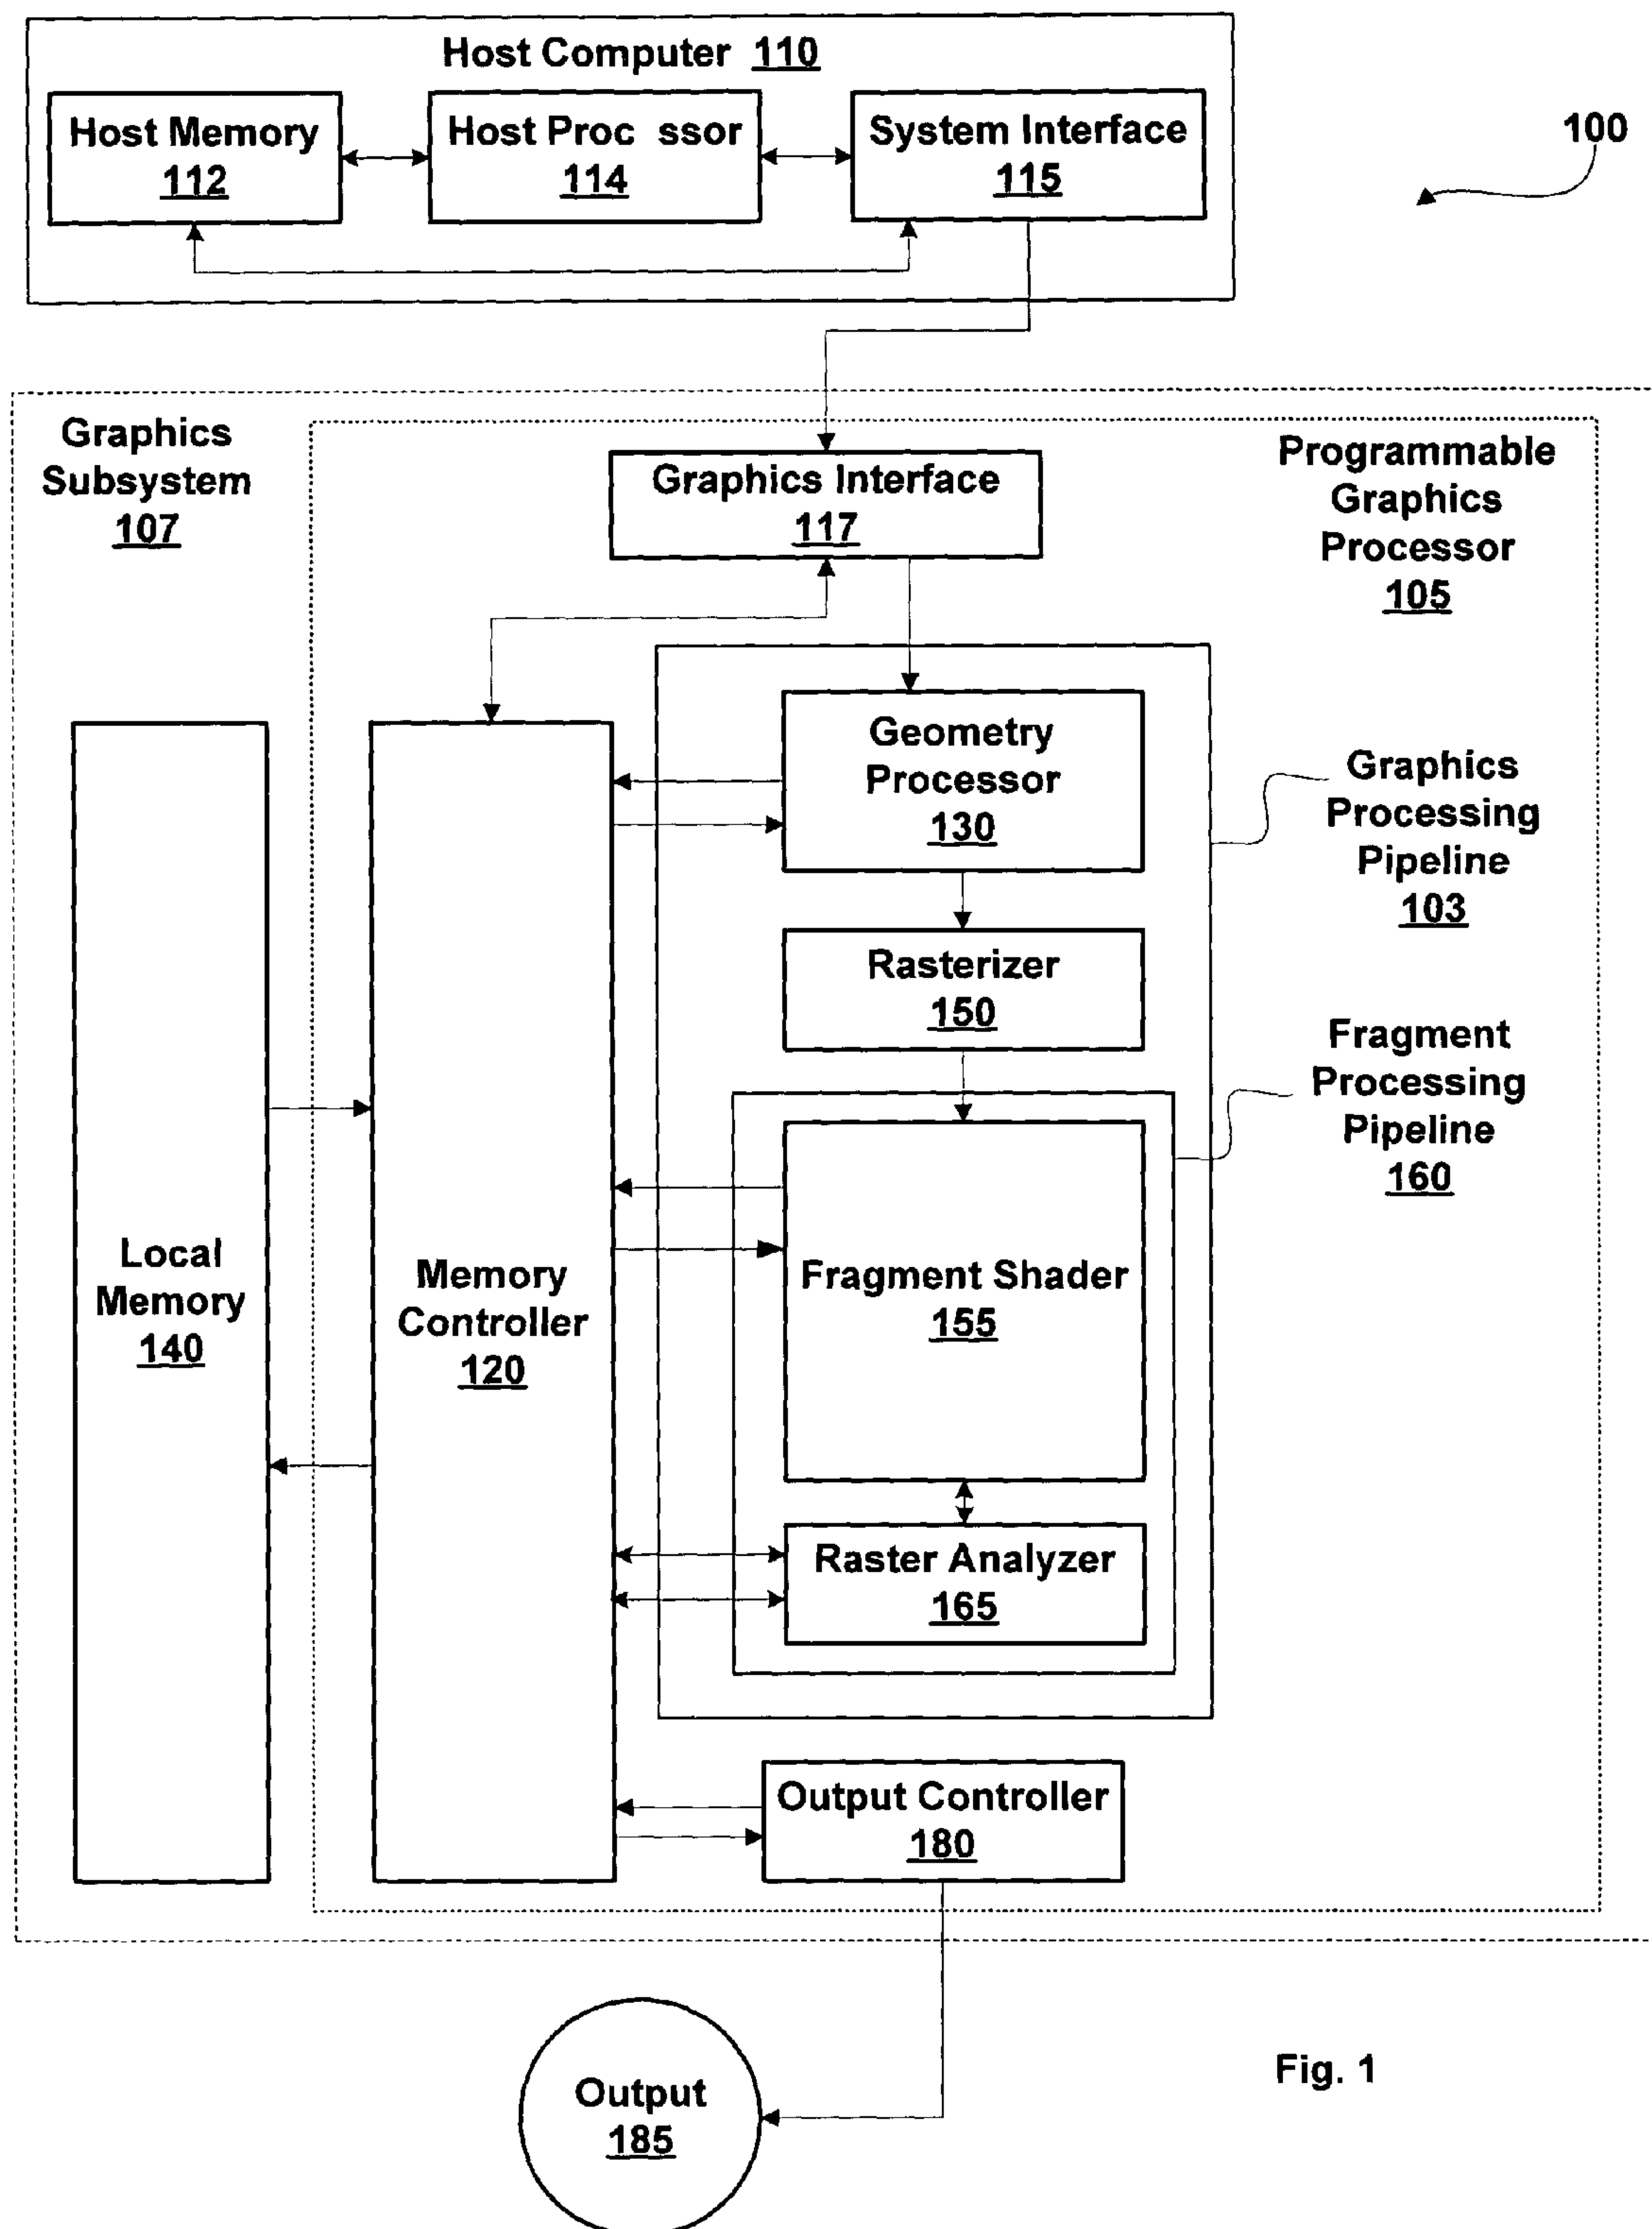 Host Computer 110
Host Memory
112
Host Proc ssor
114
System Interface
115
100
Graphics
Subsystem
107
Graphics Interface
117
Programmable
Graphics
Processor
105
Geometry
Processor
130
Graphics
Processing
Pipeline
103
Rasterizer
150
Fragment
Processing
Pipeline
160
Local
Memory
140
Memory
Controller
120
Fragment Shader
155
Raster Analyzer
165
Output Controller
180
Output
185
Fig. 1